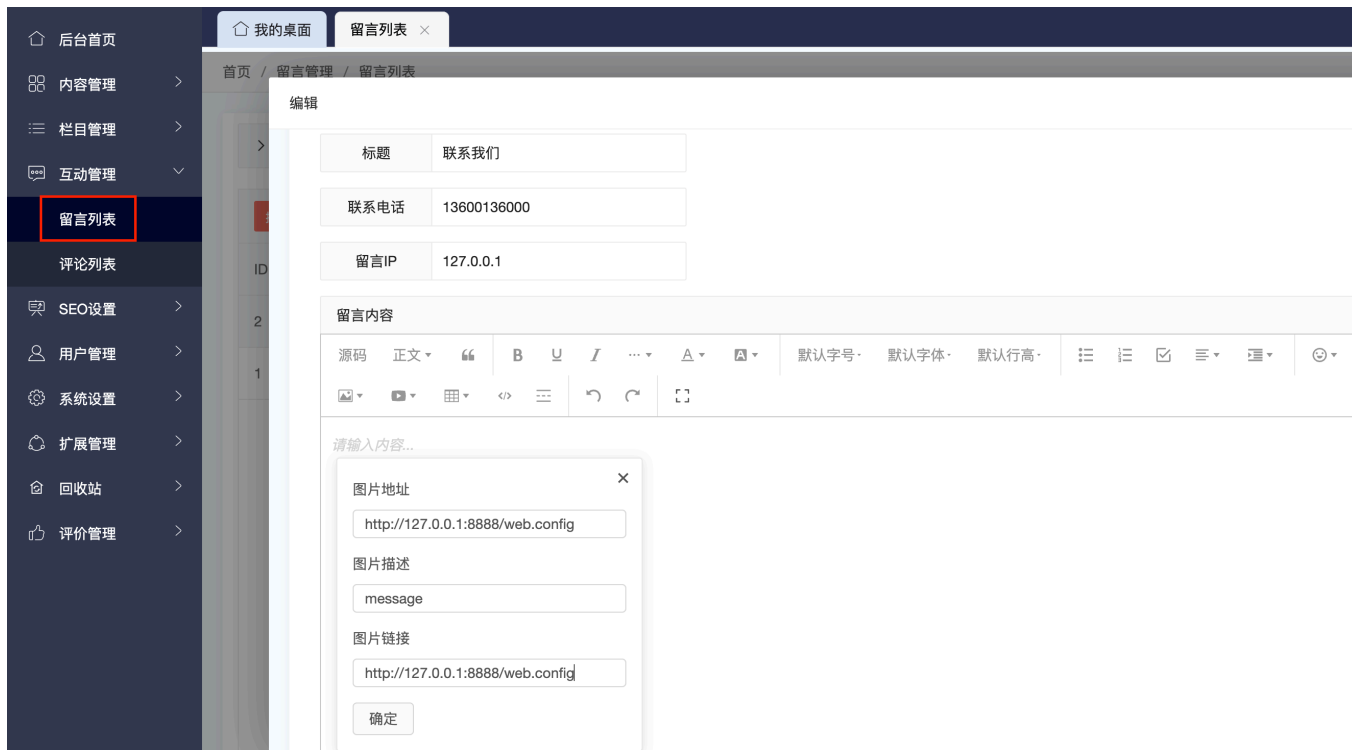 后台首页
内容管理
栏目管理
互动管理
留言列表
评论列表
SEO设置
用户管理
系统设置
扩展管理
回收站
评价管理
我的桌面
留言列表
首页 / 留言管理 / 留言列表
编辑
ID
2
1
标题 联系我们
联系电话 13600136000
留言IP 127.0.0.1
留言内容
源码 正文 B U I ... A A 默认字号 默认字体 默认行高
请输入内容...
图片地址
http://127.0.0.1:8888/web.config
图片描述
message
图片链接
http://127.0.0.1:8888/web.config
确定